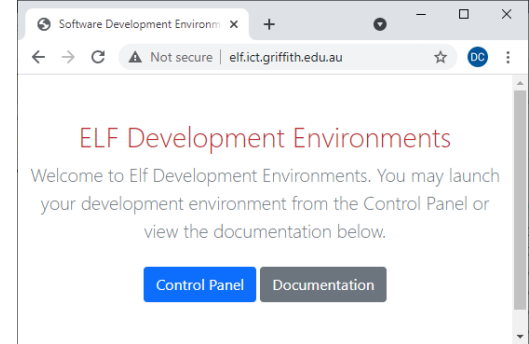 Software Development Environm
Not secure | elf.ict.griffith.edu.au
DC
ELF Development Environments
Welcome to Elf Development Environments. You may launch
your development environment from the Control Panel or
view the documentation below.
Control Panel Documentation